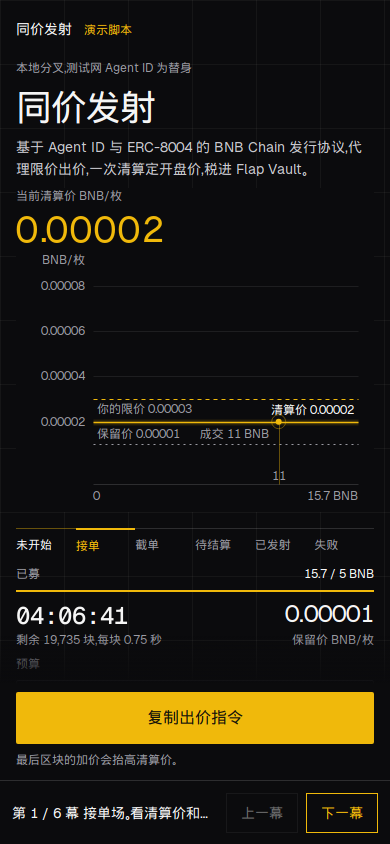 同价发射 演示脚本
本地分叉,测试网 Agent ID 为替身
同价发射
基于 Agent ID 与 ERC-8004 的 BNB Chain 发行协议,代
理限价出价,一次清算定开盘价,税进 Flap Vault。
当前清算价 BNB/枚
0.00002
BNB/枚
0.00008
0.00006
0.00004
你的限价 0.00003 清算价 0.00002
0.00002
保留价 0.00001 成交 11 BNB
11
0 15.7 BNB
未开始 接单 截单 待结算 已发射 失败
已募 15.7 / 5 BNB
04:06:41 0.00001
剩余 19,735 块,每块 0.75 秒 保留价 BNB/枚
预算
复制出价指令
最后区块的加价会抬高清算价。
第 1 / 6 幕 接单场。看清算价和... 上一幕 下一幕